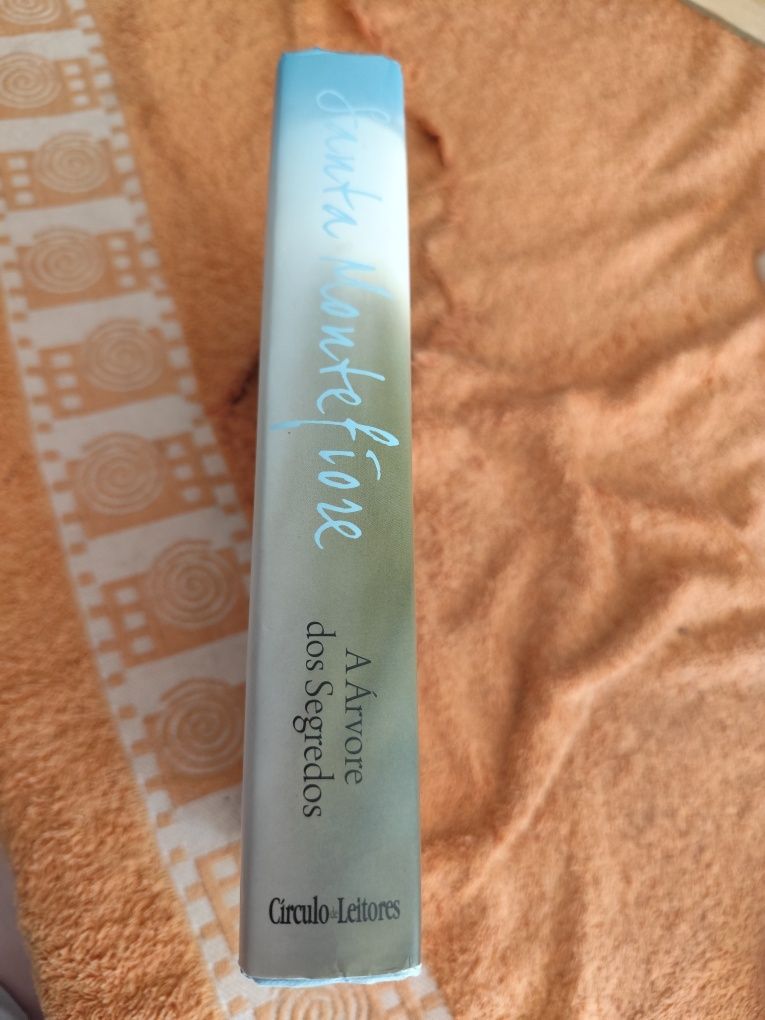 Santa Montefiore
A Árvore
dos Segredos
Círculo de Leitores